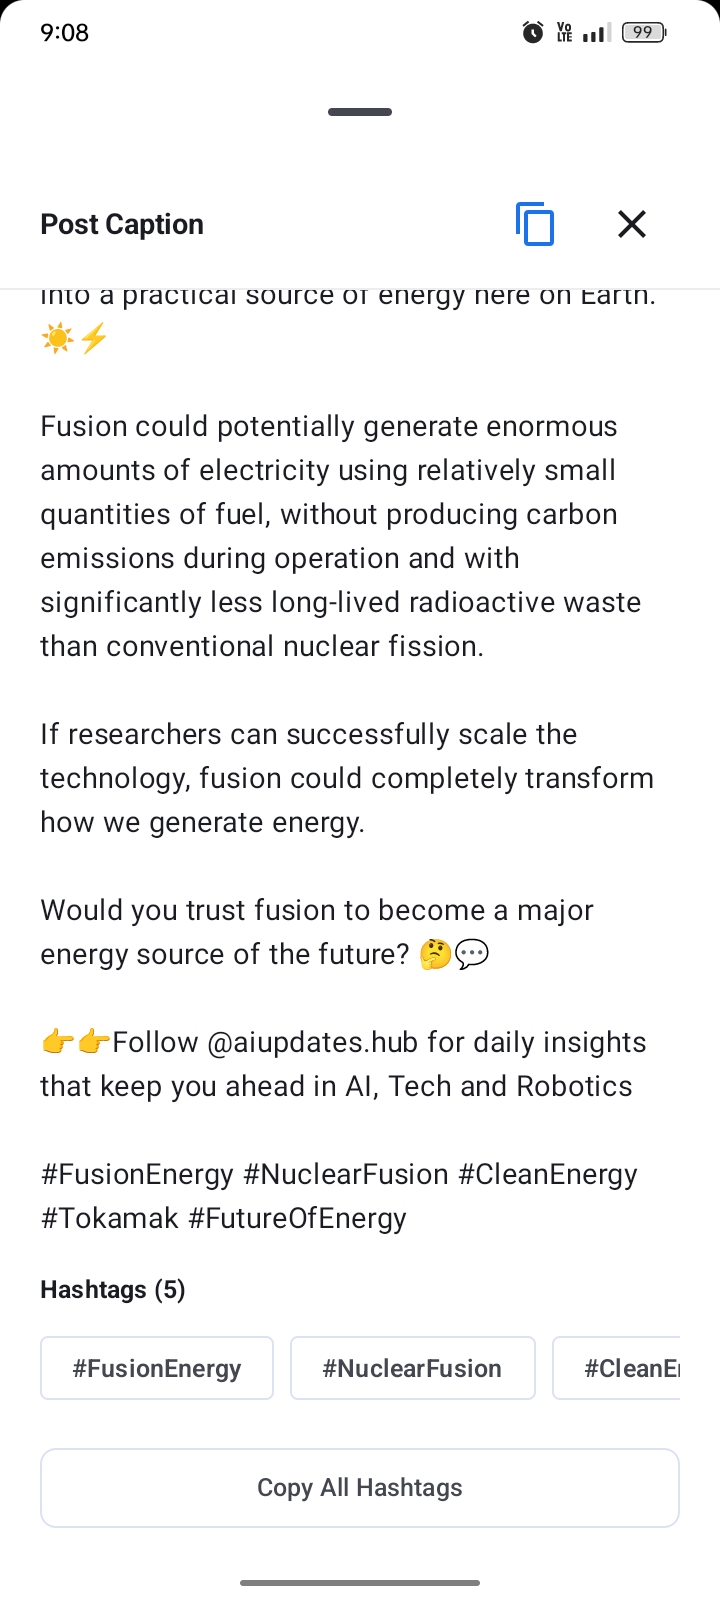 9:08
Vo LTE
99
Post Caption
into a practical source of energy here on Earth.
☀️⚡
Fusion could potentially generate enormous
amounts of electricity using relatively small
quantities of fuel, without producing carbon
emissions during operation and with
significantly less long-lived radioactive waste
than conventional nuclear fission.
If researchers can successfully scale the
technology, fusion could completely transform
how we generate energy.
Would you trust fusion to become a major
energy source of the future? 🤔💬
👉👉Follow @aiupdates.hub for daily insights
that keep you ahead in AI, Tech and Robotics
#FusionEnergy #NuclearFusion #CleanEnergy
#Tokamak #FutureOfEnergy
Hashtags (5)
#FusionEnergy #NuclearFusion #CleanE
Copy All Hashtags